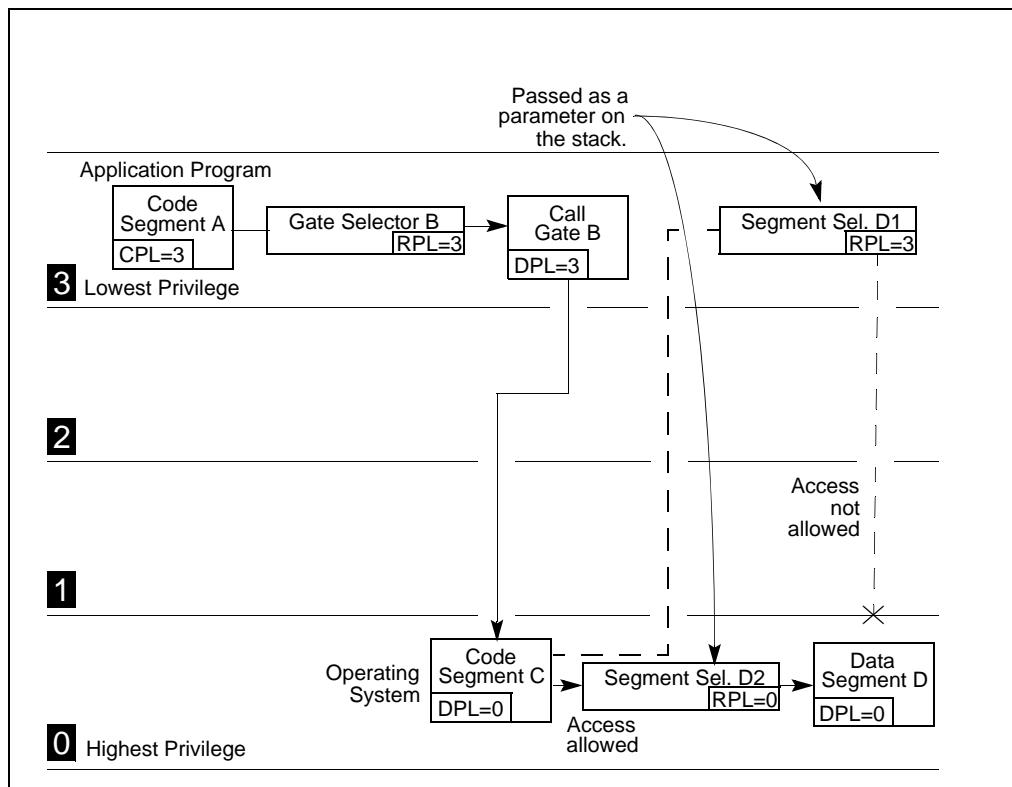 Passed as a
parameter on
the stack.
Application Program
Code
Segment A
CPL=3
Gate Selector B
RPL=3
Call
Gate B
DPL=3
Segment Sel. D1
RPL=3
3 Lowest Privilege
2
Access
not
allowed
1
Operating
System
Code
Segment C
DPL=0
Segment Sel. D2
RPL=0
Access
allowed
Data
Segment D
DPL=0
0 Highest Privilege